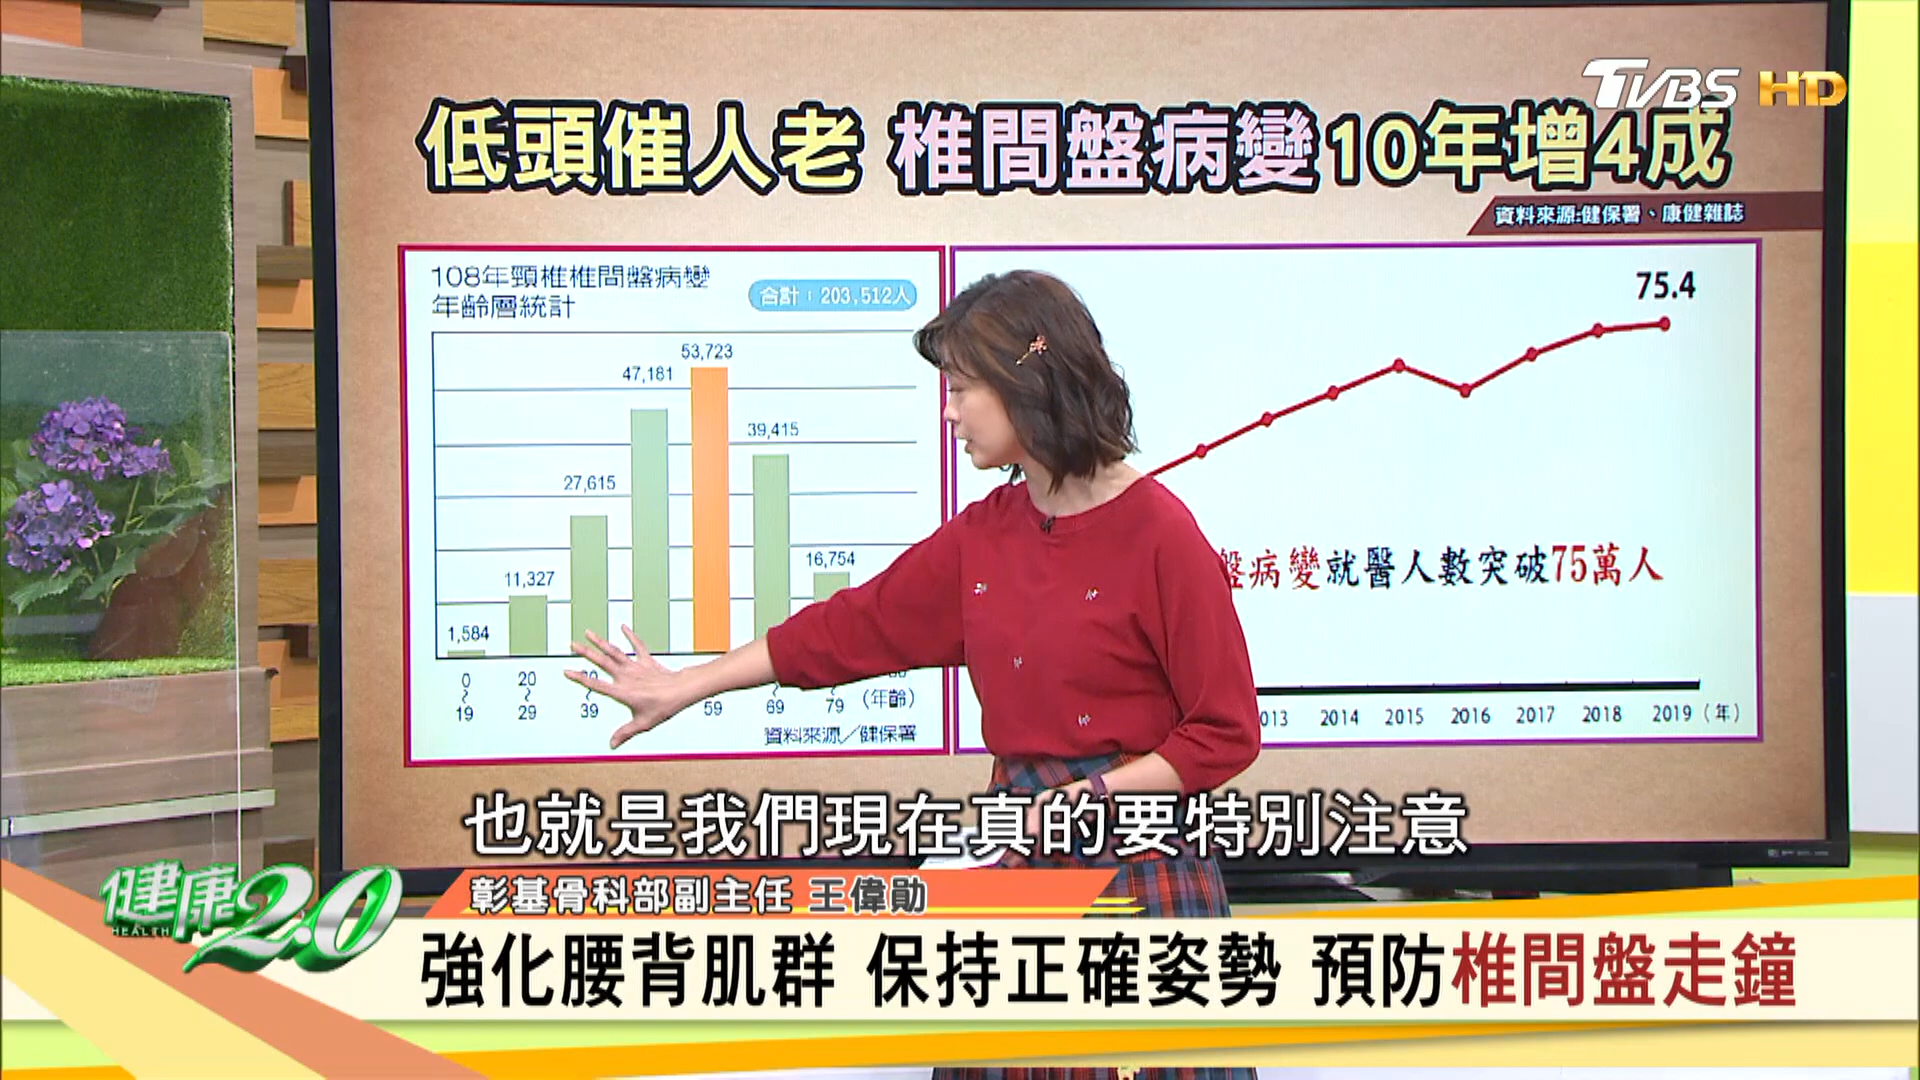 TVBS HD
低頭催人老 椎間盤病變10年增4成
資料來源:健保署、康健雜誌
108年頸椎椎間盤病變
年齡層統計
合計：203,512人
53,723
47,181
39,415
27,615
16,754
11,327
1,584
0~19
20~29
39
59
69
79
(年齡)
資料來源／健保署
75.4
盤病變就醫人數突破75萬人
013 2014 2015 2016 2017 2018 2019 (年)
也就是我們現在真的要特別注意
健康2.0
HEALTH
彰基骨科部副主任 王偉勛
強化腰背肌群 保持正確姿勢 預防椎間盤走鐘